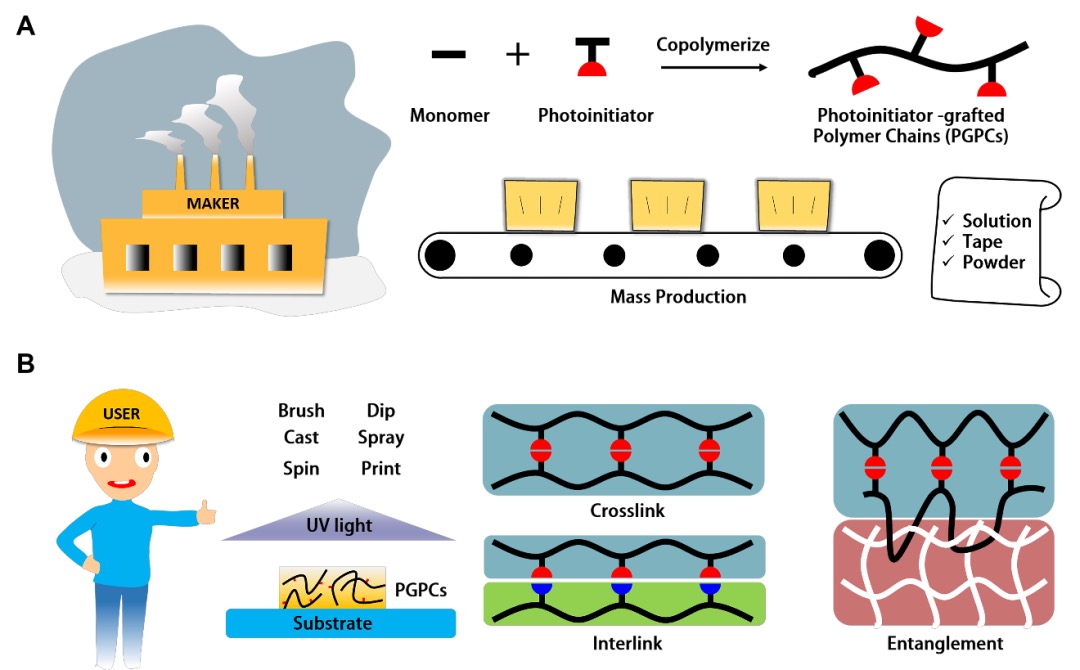 A
MAKER
Monomer
+
Photoinitiator
Copolymerize
Photoinitiator -grafted
Polymer Chains (PGPCs)
Mass Production
✓ Solution
✓ Tape
✓ Powder
B
USER
Brush Dip
Cast Spray
Spin Print
UV light
PGPCs
Substrate
Crosslink
Interlink
Entanglement